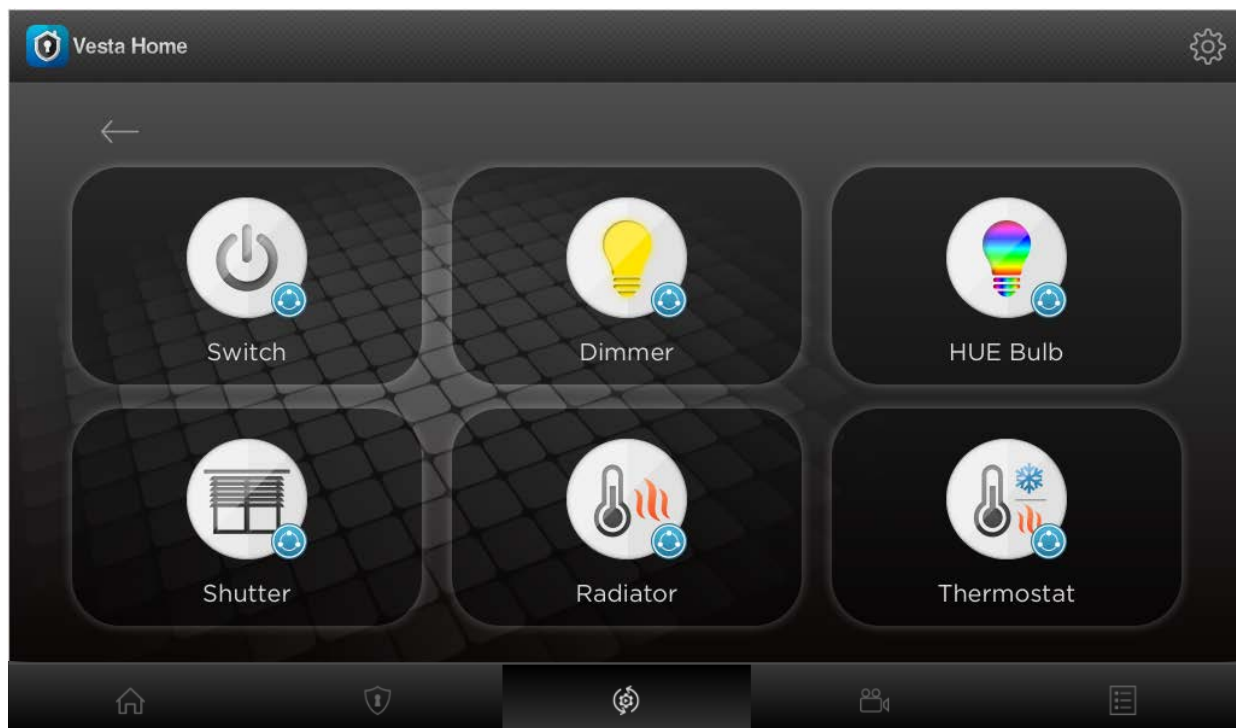 Vesta Home
Switch
Dimmer
HUE Bulb
Shutter
Radiator
Thermostat